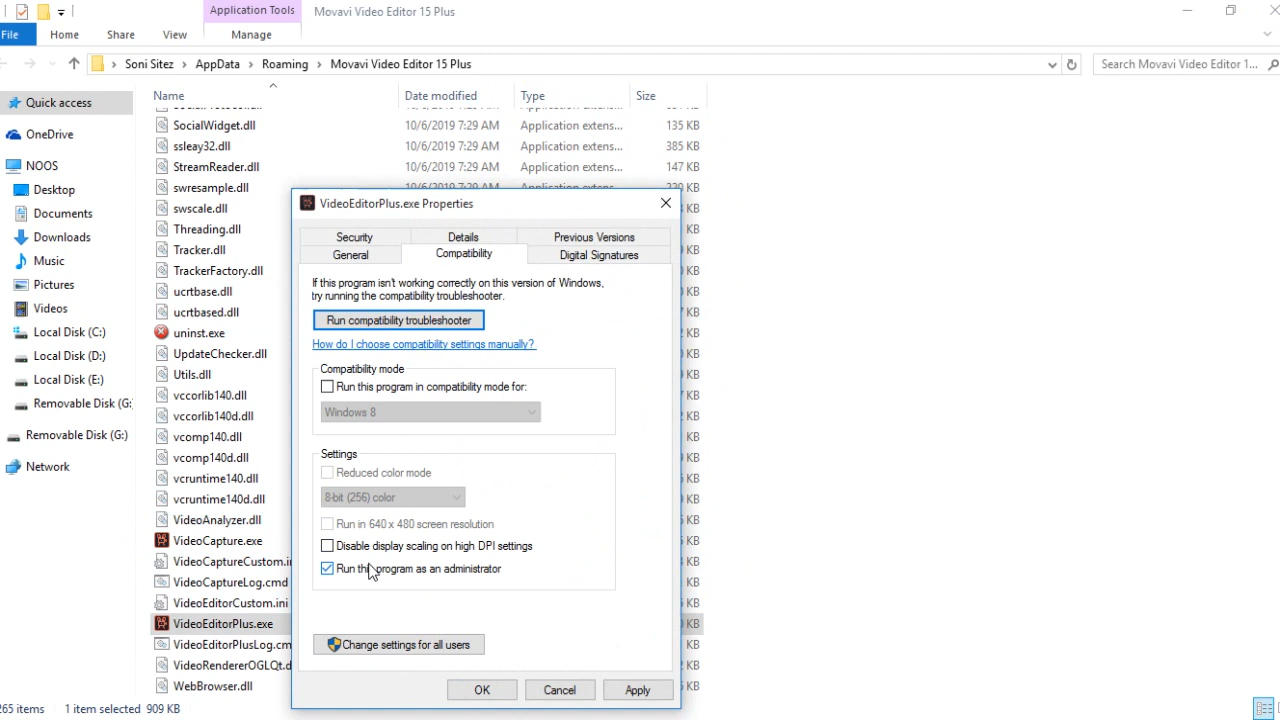 Application Tools
Movavi Video Editor 15 Plus
File
Home
Share
View
Manage
Soni Sitez
AppData
Roaming
Movavi Video Editor 15 Plus
Search Movavi Video Editor 1...
Quick access
OneDrive
NOOS
Desktop
Documents
Downloads
Music
Pictures
Videos
Local Disk (C:)
Local Disk (D:)
Local Disk (E:)
Removable Disk (G:
Removable Disk (G:)
Network
Name
Date modified
Type
Size
SocialWidget.dll 10/6/2019 7:29 AM Application extens... 135 KB
ssleay32.dll 10/6/2019 7:29 AM Application extens... 385 KB
StreamReader.dll 10/6/2019 7:29 AM Application extens... 147 KB
swresample.dll
swscale.dll
Threading.dll
Tracker.dll
TrackerFactory.dll
ucrtbase.dll
ucrtbased.dll
uninst.exe
UpdateChecker.dll
Utils.dll
vccorlib140.dll
vccorlib140d.dll
vcomp140.dll
vcomp140d.dll
vcruntime140.dll
vcruntime140d.dll
VideoAnalyzer.dll
VideoCapture.exe
VideoCaptureCustom.in
VideoCaptureLog.cmd
VideoEditorCustom.ini
VideoEditorPlus.exe
VideoEditorPlusLog.cm
VideoRendererOGLQt.d
WebBrowser.dll
VideoEditorPlus.exe Properties
Security
Details
Previous Versions
General
Compatibility
Digital Signatures
If this program isn't working correctly on this version of Windows,
try running the compatibility troubleshooter.
Run compatibility troubleshooter
How do I choose compatibility settings manually?
Compatibility mode
Run this program in compatibility mode for:
Windows 8
Settings
Reduced color mode
8-bit (256) color
Run in 640 x 480 screen resolution
Disable display scaling on high DPI settings
Run this program as an administrator
Change settings for all users
OK
Cancel
Apply
265 items
1 item selected 909 KB